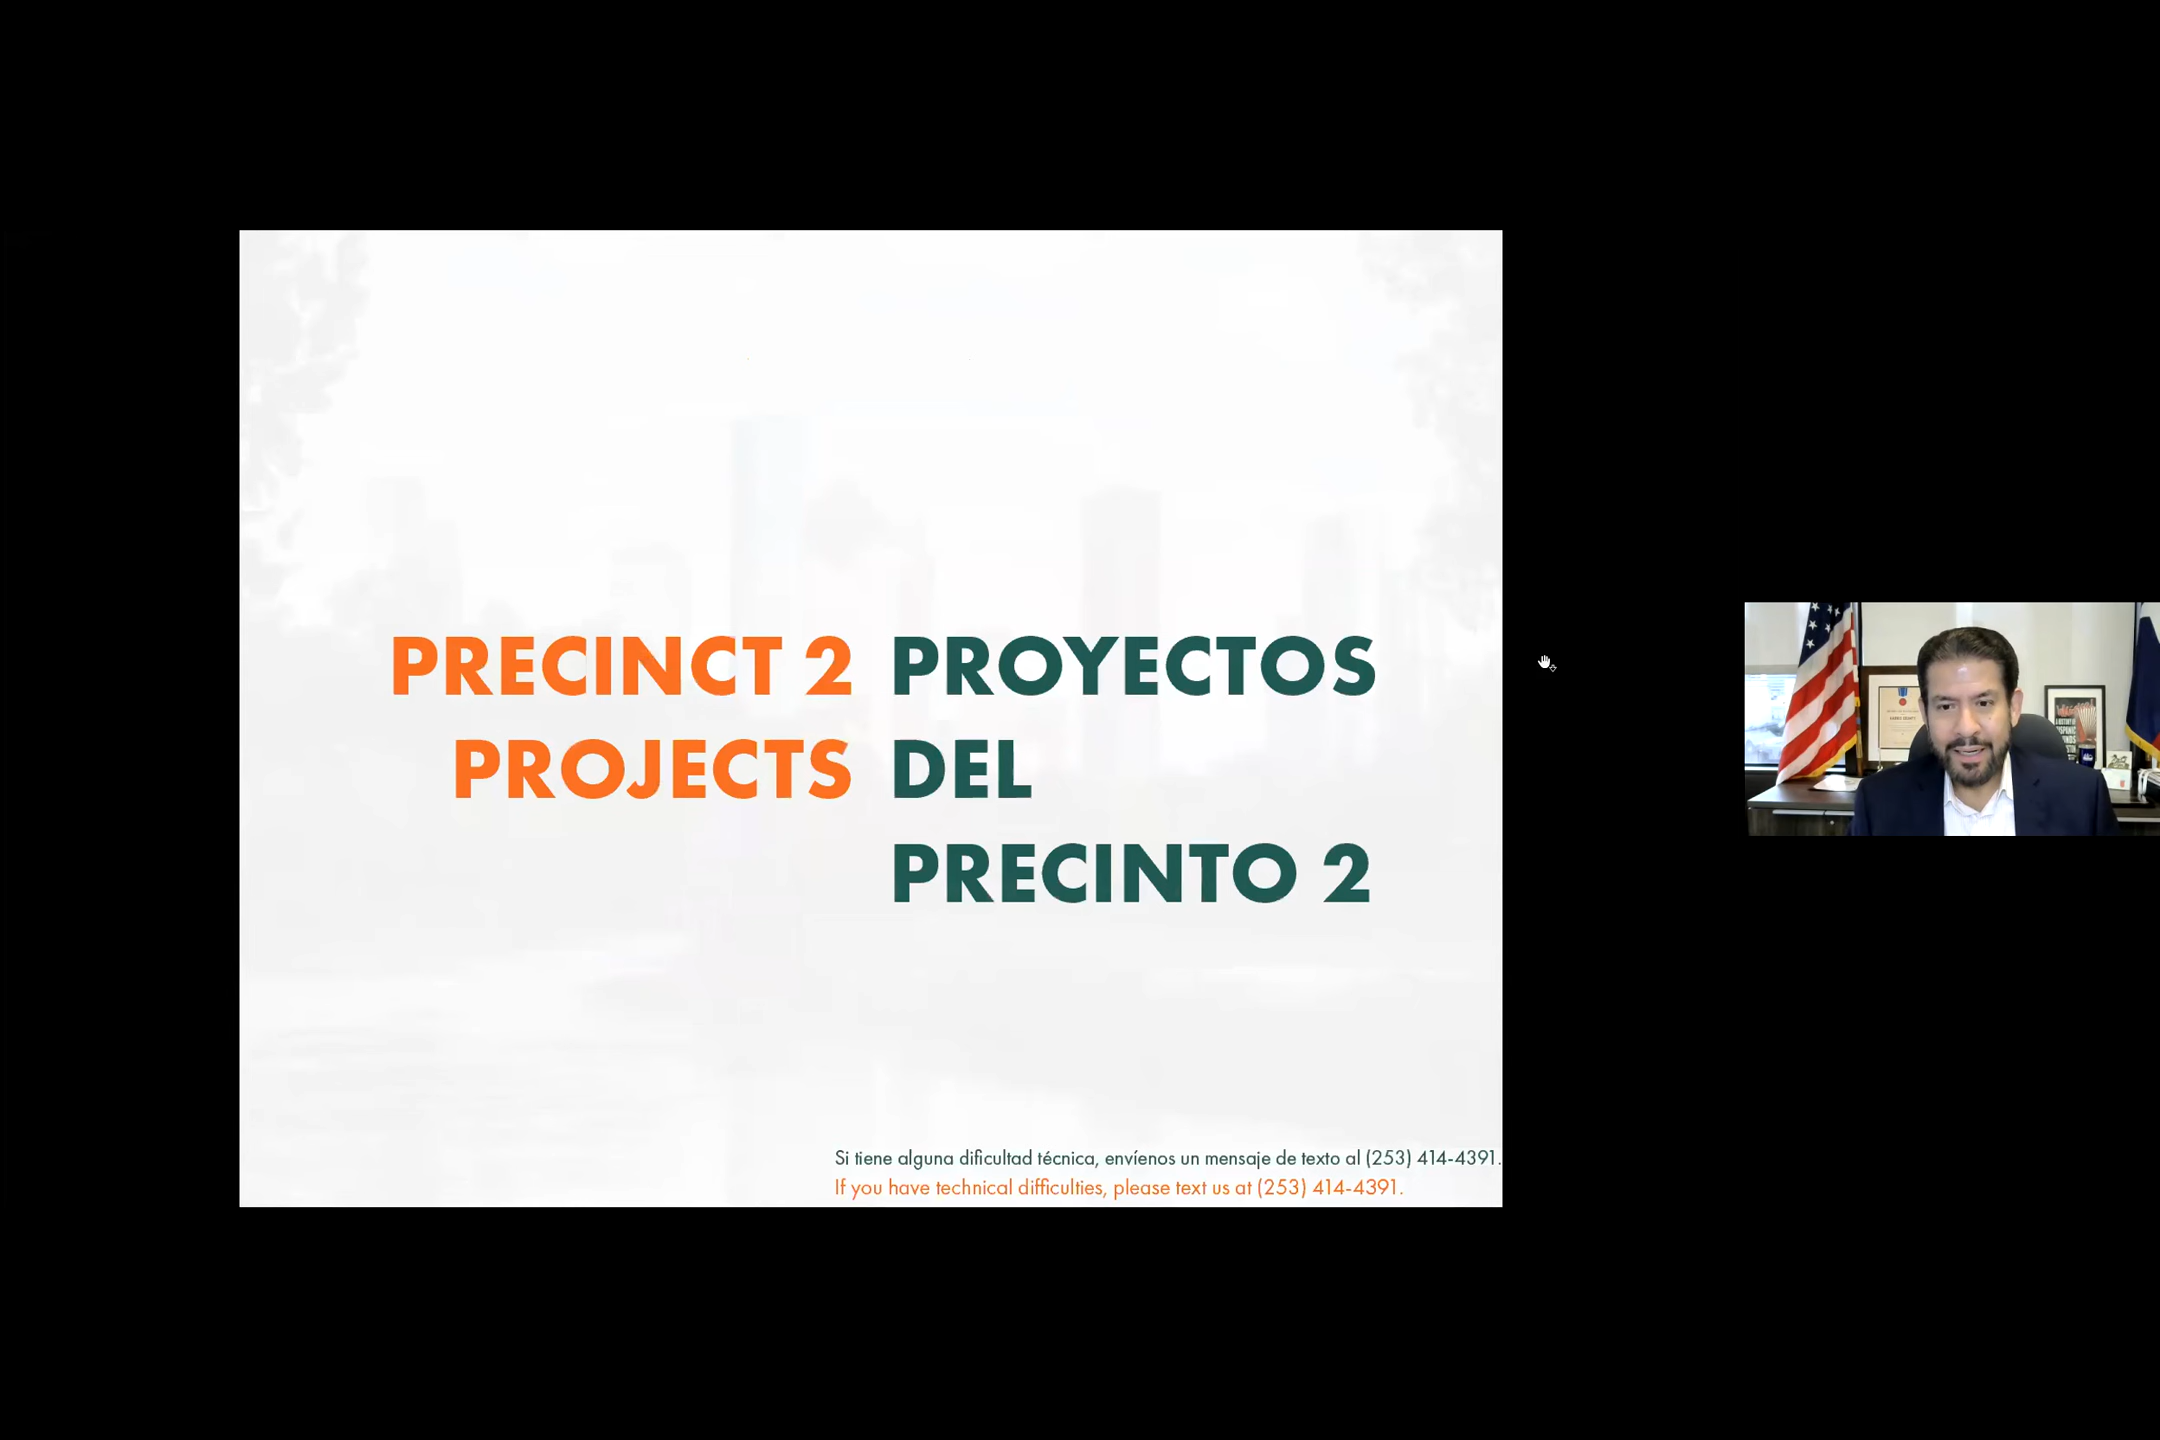 PRECINCT 2
PROJECTS
PROYECTOS
DEL
PRECINTO 2
Si tiene alguna dificultad técnica, envíenos un mensaje de texto al (253) 414-4391.
If you have technical difficulties, please text us at (253) 414-4391.